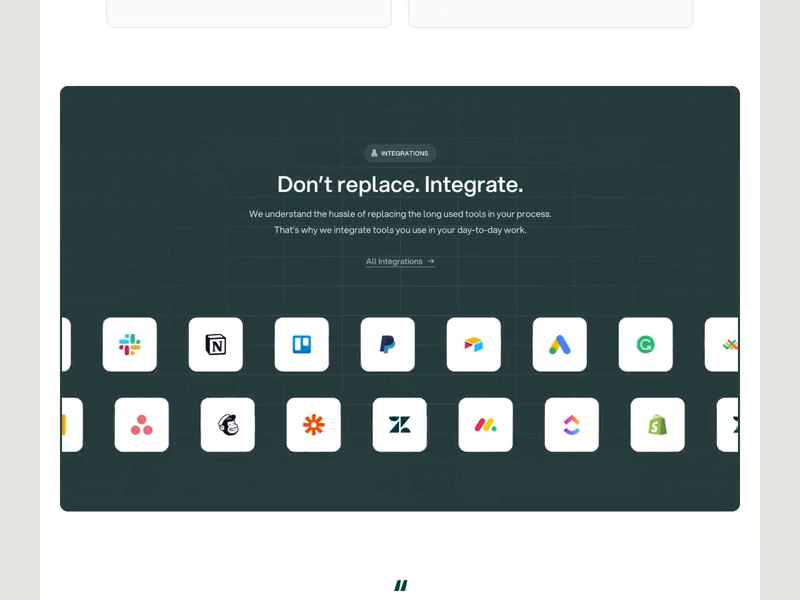 INTEGRATIONS
Don’t replace. Integrate.
We understand the hussle of replacing the long used tools in your process.
That’s why we integrate tools you use in your day-to-day work.
All Integrations →
N